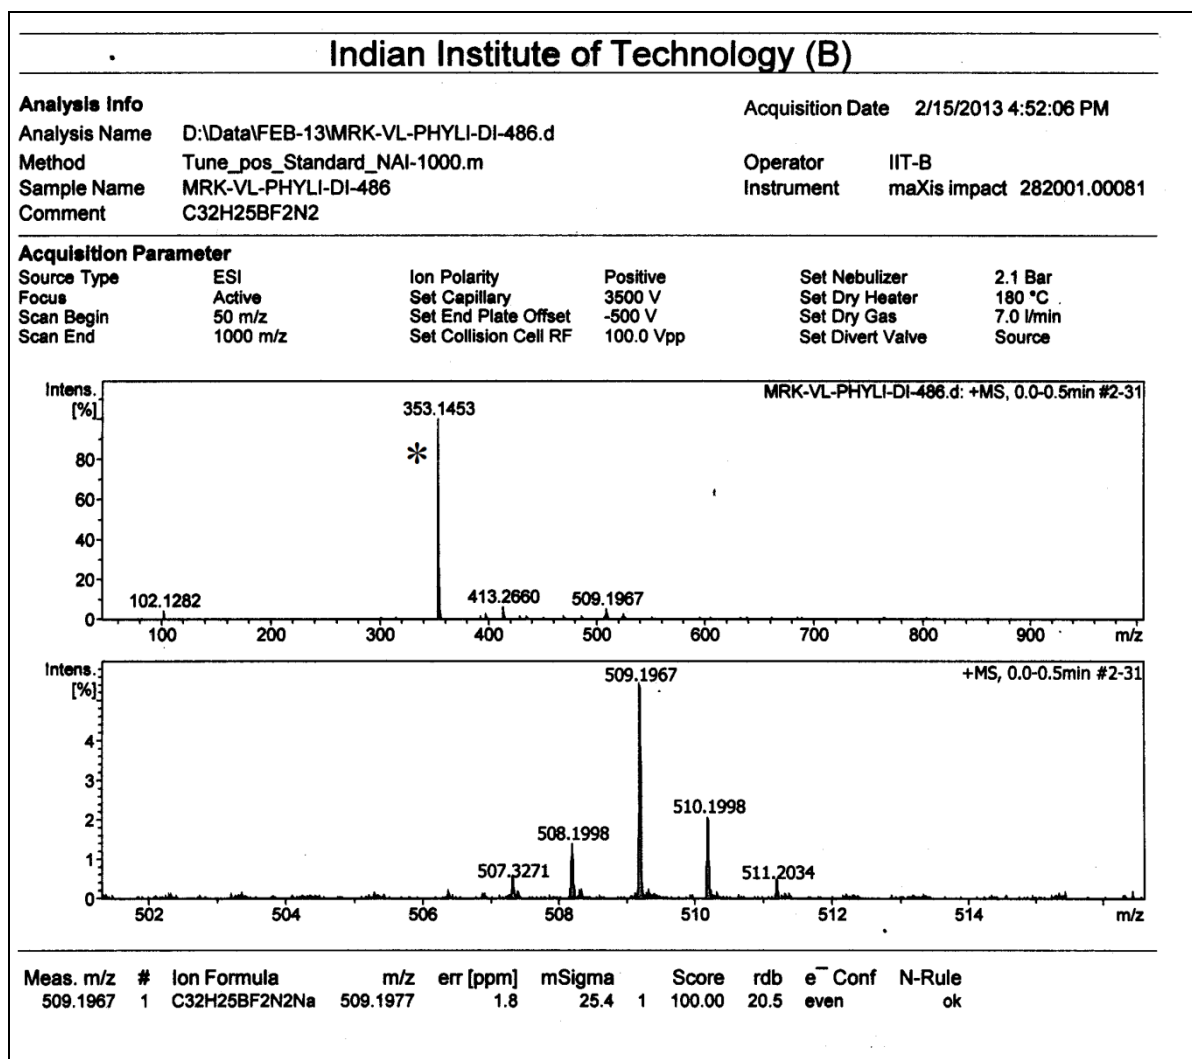 Indian Institute of Technology (B)
Analysis Info
Acquisition Date 2/15/2013 4:52:06 PM
Analysis Name D:\Data\FEB-13\MRK-VL-PHYLI-DI-486.d
Method Tune_pos_Standard_NAI-1000.m Operator IIT-B
Sample Name MRK-VL-PHYLI-DI-486 Instrument maXis impact 282001.00081
Comment C32H25BF2N2
Acquisition Parameter
Source Type ESI Ion Polarity Positive Set Nebulizer 2.1 Bar
Focus Active Set Capillary 3500 V Set Dry Heater 180 °C
Scan Begin 50 m/z Set End Plate Offset -500 V Set Dry Gas 7.0 l/min
Scan End 1000 m/z Set Collision Cell RF 100.0 Vpp Set Divert Valve Source
Intens.
[%]
MRK-VL-PHYLI-DI-486.d: +MS, 0.0-0.5min #2-31
353.1453
*
80
60
40
20
0
102.1282
413.2660
509.1967
100 200 300 400 500 600 700 800 900 m/z
Intens.
[%]
+MS, 0.0-0.5min #2-31
509.1967
4
3
2
1
0
510.1998
508.1998
507.3271
511.2034
502 504 506 508 510 512 514 m/z
Meas. m/z # Ion Formula m/z err [ppm] mSigma Score rdb e⁻ Conf N-Rule
509.1967 1 C32H25BF2N2Na 509.1977 1.8 25.4 1 100.00 20.5 even ok